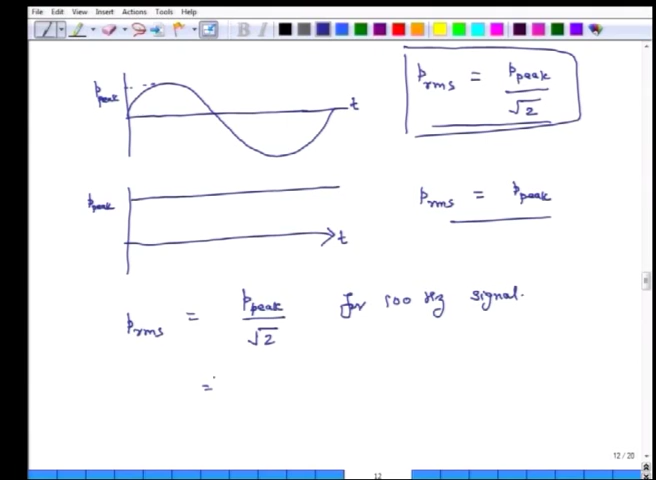 File Edit View Insert Actions Tools Help
P_peak t
P_rms = P_peak / √2
P_peak t
P_rms = P_peak
P_rms = P_peak / √2 for 100 Hz signal.
=
12 / 20
12